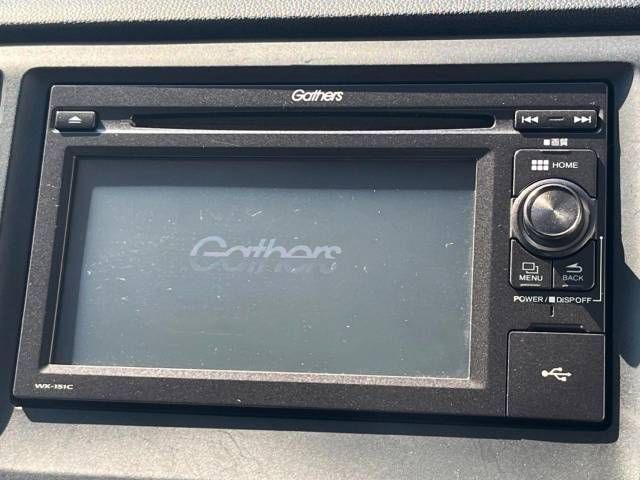 Gathers
■画質
HOME
Gathers
MENU
BACK
POWER/■DISP OFF
WX-151C